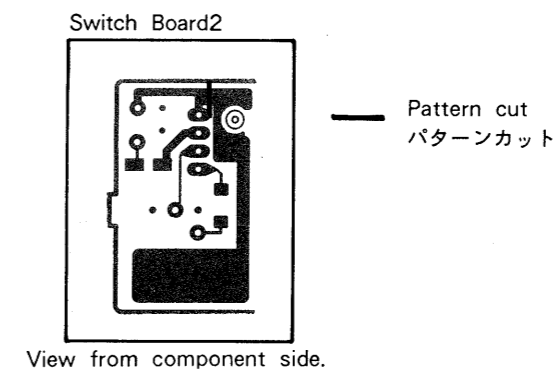 Switch Board2
Pattern cut
パターンカット
View from component side.